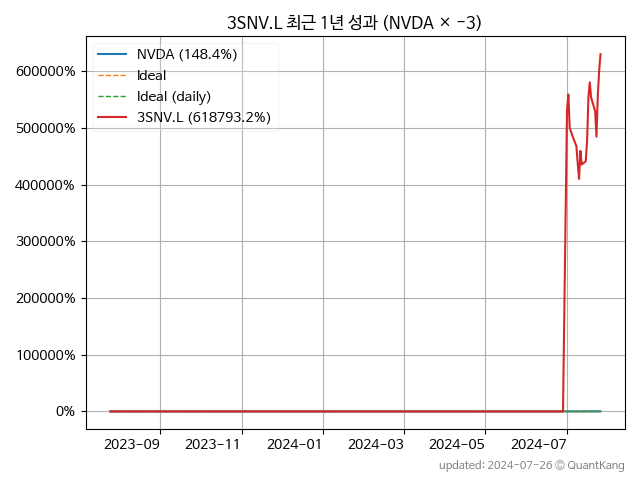 3SNV.L 최근 1년 성과 (NVDA × −3)
NVDA (148.4%)
Ideal
Ideal (daily)
3SNV.L (618793.2%)
600000%
500000%
400000%
300000%
200000%
100000%
0%
2023−09 2023−11 2024−01 2024−03 2024−05 2024−07
updated: 2024-07-26 © QuantKang